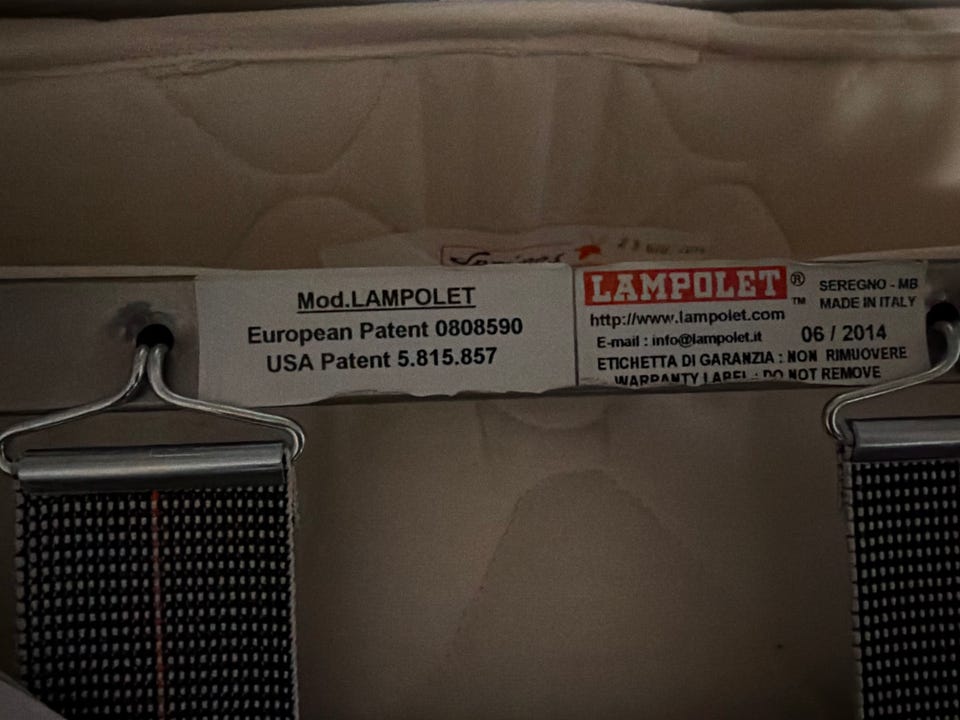 Mod.LAMPOLET
European Patent 0808590
USA Patent 5.815.857
LAMPOLET ®
TM
SEREGNO - MB
MADE IN ITALY
http://www.lampolet.com
E-mail : info@lampolet.it
06 / 2014
ETICHETTA DI GARANZIA : NON RIMUOVERE
WARRANTY LABEL : DO NOT REMOVE